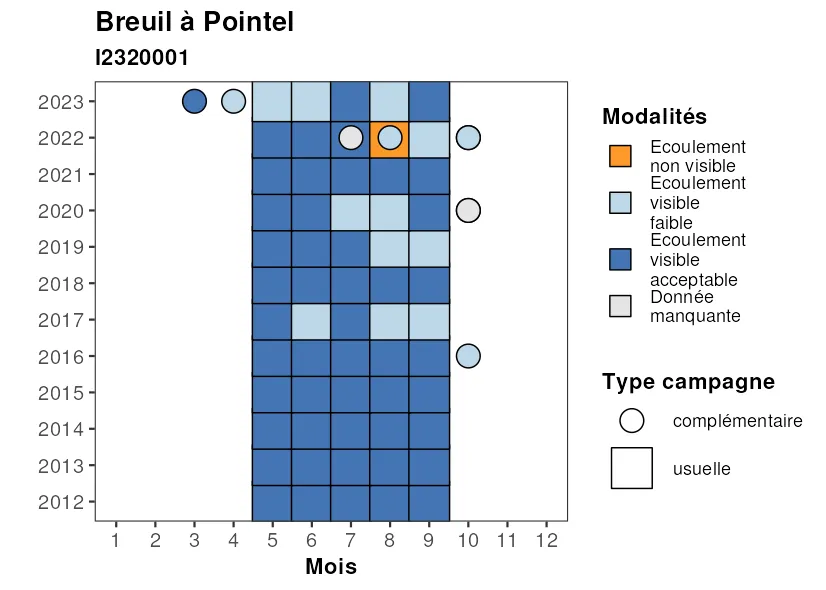 Breuil à Pointel
I2320001
2023
2022
2021
2020
2019
2018
2017
2016
2015
2014
2013
2012
1 2 3 4 5 6 7 8 9 10 11 12
Mois
Modalités
Ecoulement
non visible
Ecoulement
visible
faible
Ecoulement
visible
acceptable
Donnée
manquante
Type campagne
complémentaire
usuelle